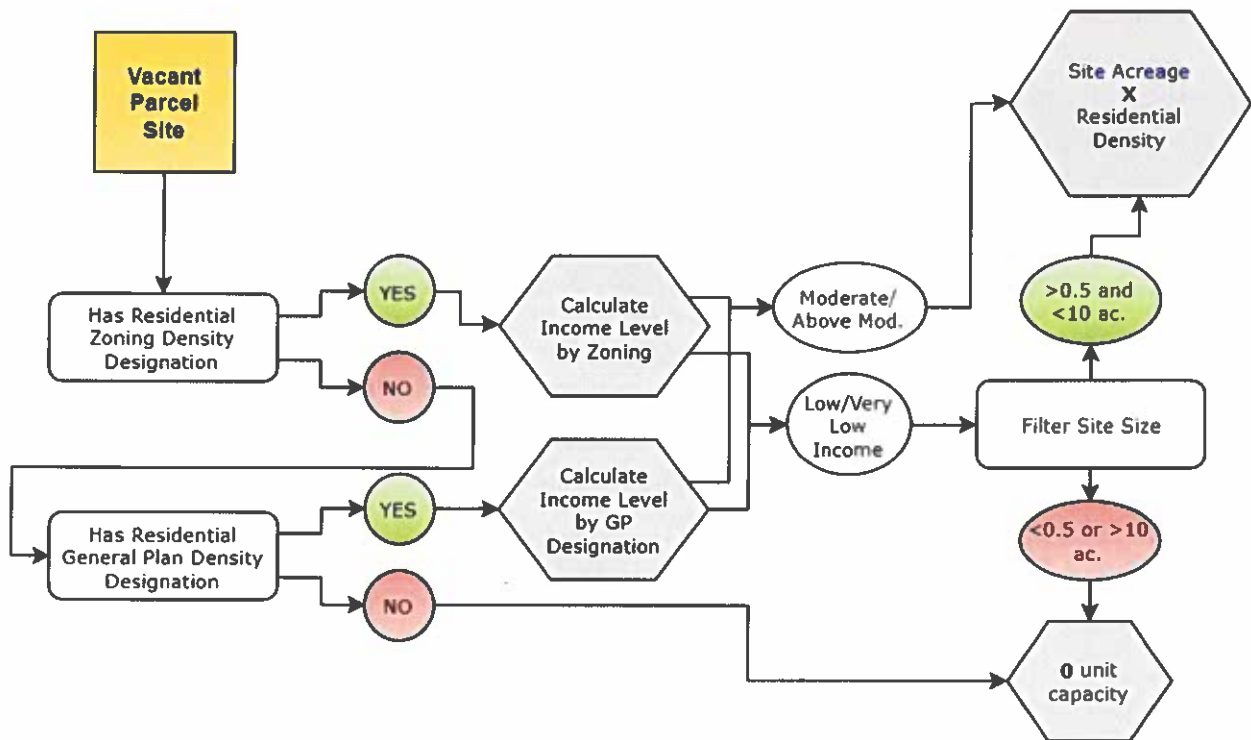 Vacant
Parcel
Site
Site Acreage
X
Residential
Density
Has Residential
Zoning Density
Designation
YES
NO
Calculate
Income Level
by Zoning
Moderate/
Above Mod.
>0.5 and
<10 ac.
Low/Very
Low
Income
Filter Site Size
Has Residential
General Plan Density
Designation
YES
NO
Calculate
Income Level
by GP
Designation
<0.5 or >10
ac.
0 unit
capacity